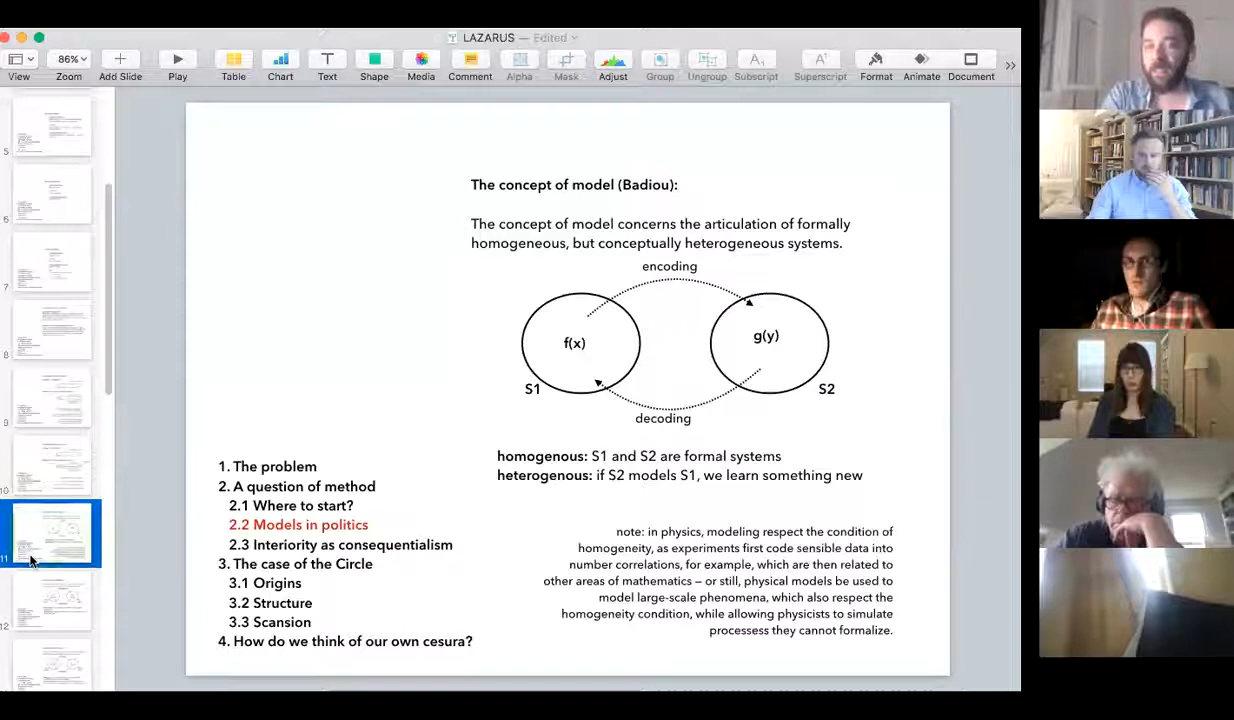 LAZARUS — Edited
86%
View
Zoom
Add Slide
Play
Table
Chart
Text
Shape
Media
Comment
Alpha
Mask
Adjust
Group
Ungroup
Subscript
Superscript
Format
Animate
Document
5
6
7
8
9
10
11
12
The concept of model (Badiou):
The concept of model concerns the articulation of formally
homogeneous, but conceptually heterogeneous systems.
encoding
f(x)
g(y)
S1
S2
decoding
homogenous: S1 and S2 are formal systems
heterogenous: if S2 models S1, we learn something new
1. The problem
2. A question of method
2.1 Where to start?
2.2 Models in politics
2.3 Interiority as consequentialism
3. The case of the Circle
3.1 Origins
3.2 Structure
3.3 Scansion
4. How do we think of our own cesura?
note: in physics, modeling respect the condition of
homogeneity, as experiments first code sensible data into
number correlations, for example, which are then related to
other areas of mathematics – or still, physical models be used to
model large-scale phenomena, which also respect the
homogeneity condition, while allowing physicists to simulate
processess they cannot formalize.